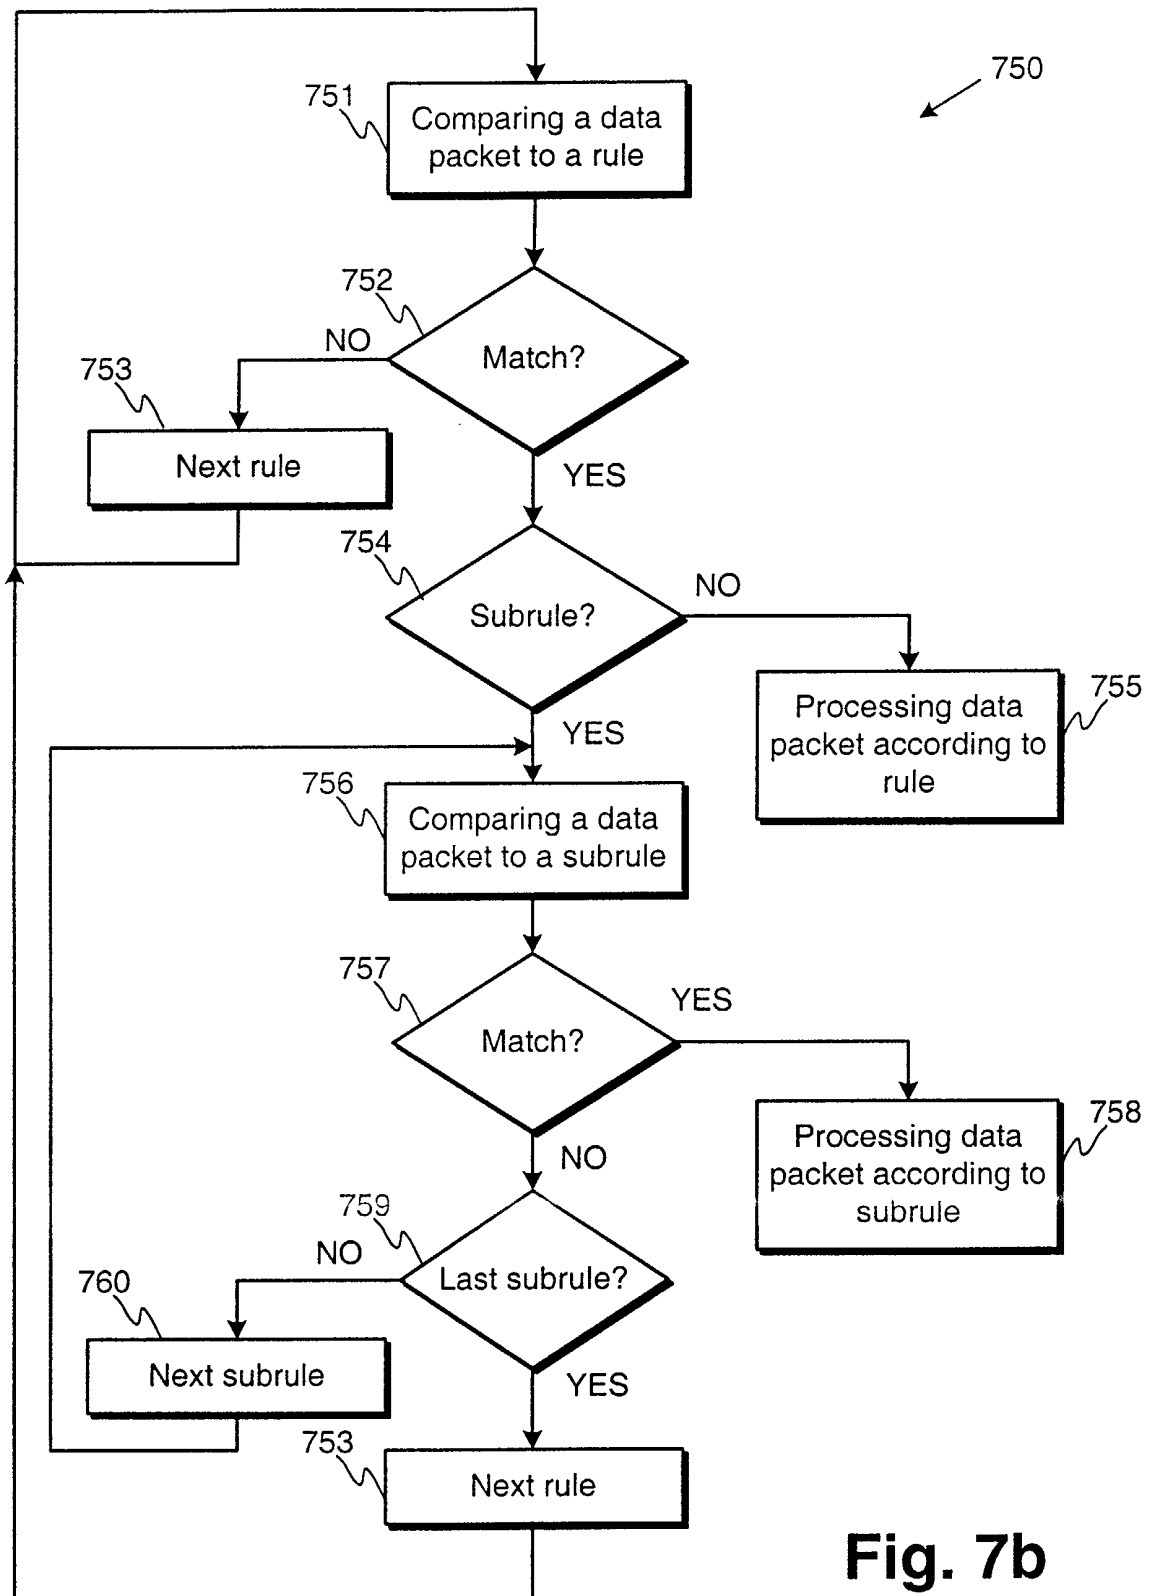 750
751
Comparing a data
packet to a rule
752
NO
Match?
753
Next rule
YES
754
Subrule?
NO
755
Processing data
packet according to
rule
YES
756
Comparing a data
packet to a subrule
757
Match?
YES
758
Processing data
packet according to
subrule
NO
759
NO
Last subrule?
760
Next subrule
YES
753
Next rule
Fig. 7b